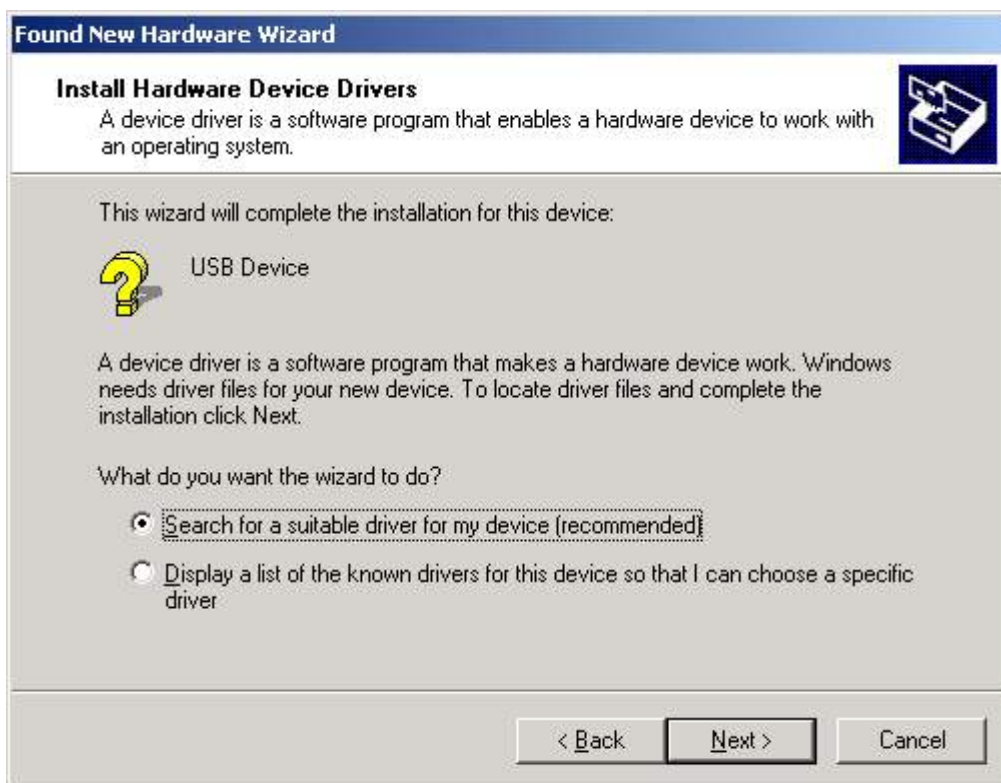 Found New Hardware Wizard
Install Hardware Device Drivers
A device driver is a software program that enables a hardware device to work with
an operating system.
This wizard will complete the installation for this device:
USB Device
A device driver is a software program that makes a hardware device work. Windows
needs driver files for your new device. To locate driver files and complete the
installation click Next.
What do you want the wizard to do?
Search for a suitable driver for my device (recommended)
Display a list of the known drivers for this device so that I can choose a specific
driver
< Back Next > Cancel